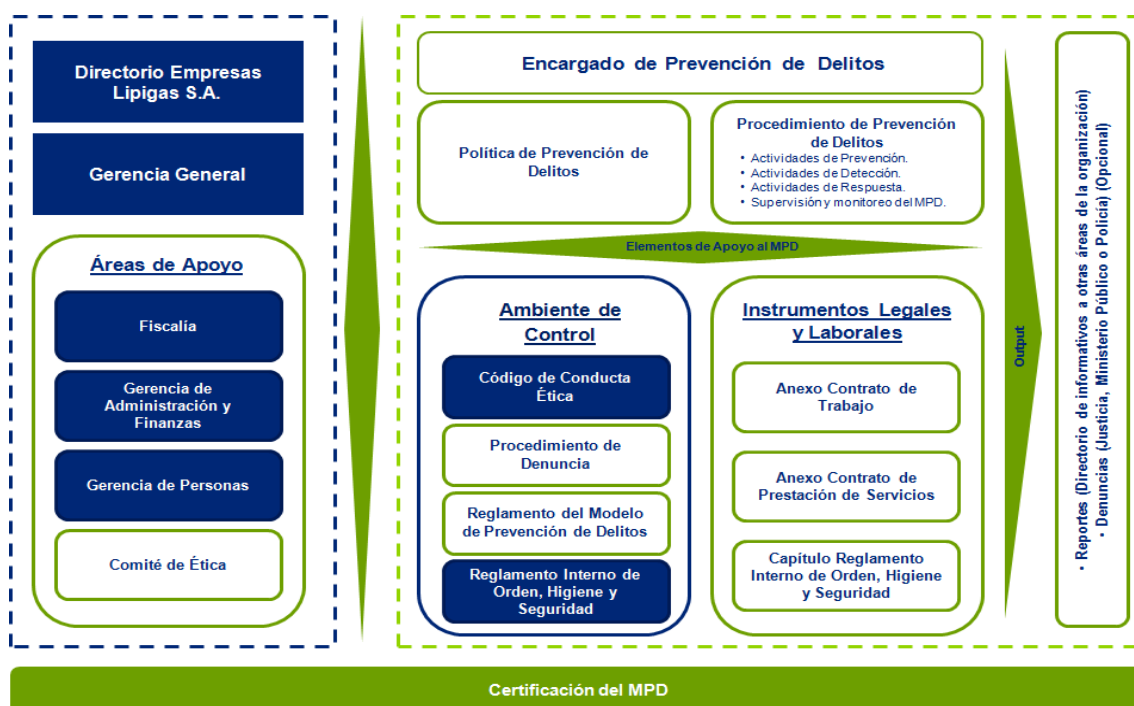 Directorio Empresas
Lipigas S.A.
Gerencia General
Áreas de Apoyo
Fiscalía
Gerencia de
Administración y
Finanzas
Gerencia de Personas
Comité de Ética
Encargado de Prevención de Delitos
Política de Prevención de
Delitos
Procedimiento de Prevención
de Delitos
• Actividades de Prevención.
• Actividades de Detección.
• Actividades de Respuesta.
• Supervisión y monitoreo del MPD.
Elementos de Apoyo al MPD
Ambiente de
Control
Código de Conducta
Ética
Procedimiento de
Denuncia
Reglamento del Modelo
de Prevención de Delitos
Reglamento Interno de
Orden, Higiene y
Seguridad
Instrumentos Legales
y Laborales
Anexo Contrato de
Trabajo
Anexo Contrato de
Prestación de Servicios
Capítulo Reglamento
Interno de Orden, Higiene
y Seguridad
Output
• Reportes (Directorio de informativos a otras áreas de la organización)
• Denuncias (Justicia, Ministerio Público o Policía) (Opcional)
Certificación del MPD